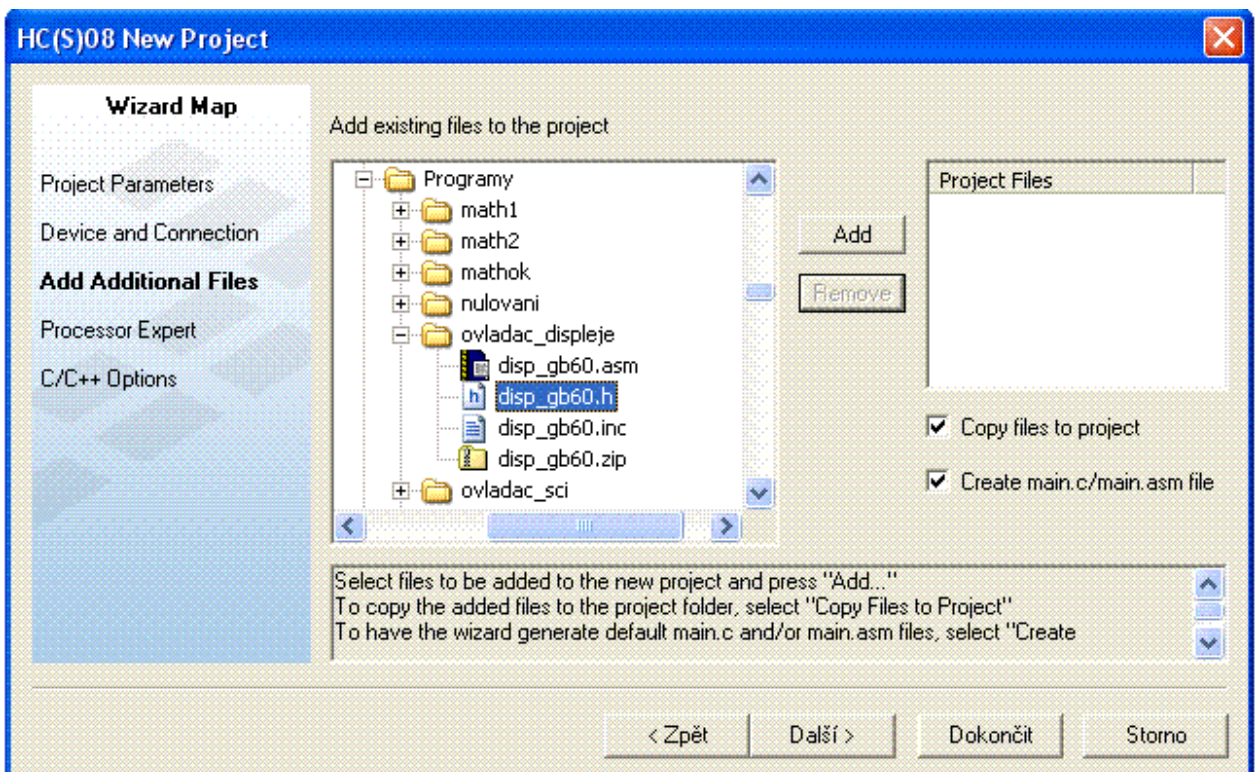 HC(S)08 New Project
Wizard Map
Project Parameters
Device and Connection
Add Additional Files
Processor Expert
C/C++ Options
Add existing files to the project
Programy
math1
math2
mathok
nulovani
ovladac_displeje
disp_gb60.asm
disp_gb60.h
disp_gb60.inc
disp_gb60.zip
ovladac_sci
Add
Remove
Project Files
Copy files to project
Create main.c/main.asm file
Select files to be added to the new project and press "Add..."
To copy the added files to the project folder, select "Copy Files to Project"
To have the wizard generate default main.c and/or main.asm files, select "Create
< Zpět
Další >
Dokončit
Storno